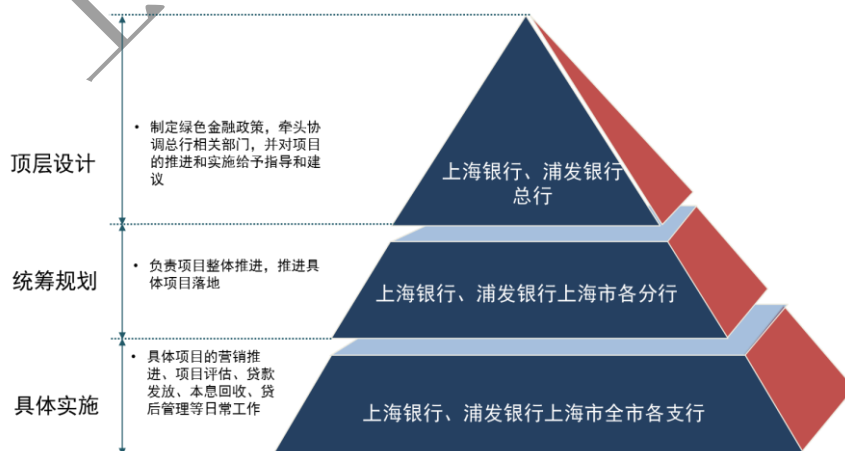 顶层设计
• 制定绿色金融政策，牵头协
调总行相关部门，并对项目
的推进和实施给予指导和建
议
上海银行、浦发银行
总行
统筹规划
• 负责项目整体推进，推进具
体项目落地
上海银行、浦发银行上海市各分行
具体实施
• 具体项目的营销推
进、项目评估、贷款
发放、本息回收、贷
后管理等日常工作
上海银行、浦发银行上海市全市各支行